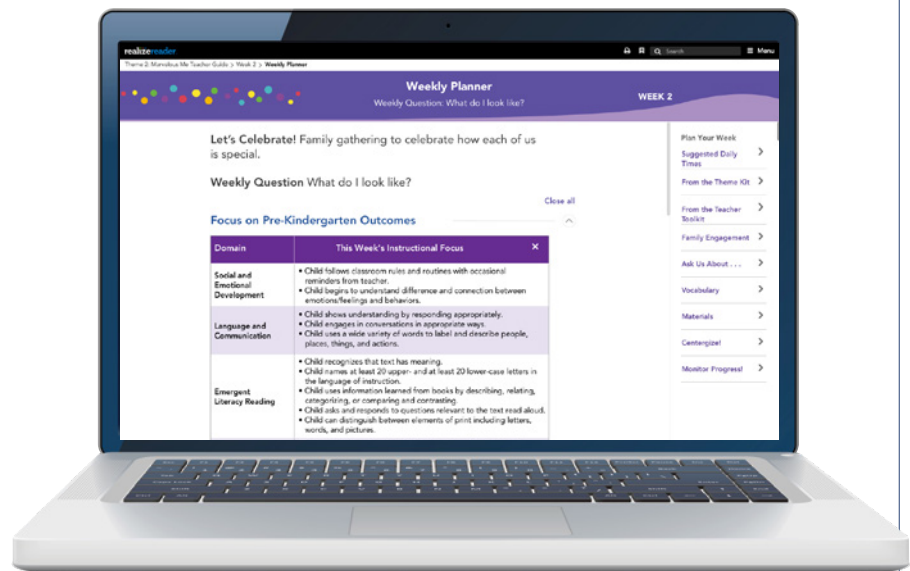 realizereader
Search
Menu
Theme 2: Marvelous Me Teacher Guide > Week 2 > Weekly Planner
Weekly Planner
Weekly Question: What do I look like?
WEEK 2
Let's Celebrate! Family gathering to celebrate how each of us
is special.
Weekly Question What do I look like?
Close all
Focus on Pre-Kindergarten Outcomes
Domain
This Week's Instructional Focus
Social and
Emotional
Development
• Child follows classroom rules and routines with occasional
reminders from teacher.
• Child begins to understand difference and connection between
emotions/feelings and behaviors.
Language and
Communication
• Child shows understanding by responding appropriately.
• Child engages in conversations in appropriate ways.
• Child uses a wide variety of words to label and describe people,
places, things, and actions.
Emergent
Literacy Reading
• Child recognizes that text has meaning.
• Child names at least 20 upper- and at least 20 lower-case letters in
the language of instruction.
• Child uses information learned from books by describing, relating,
categorizing, or comparing and contrasting.
• Child asks and responds to questions relevant to the text read aloud.
• Child can distinguish between elements of print including letters,
words, and pictures.
Plan Your Week
Suggested Daily
Times
From the Theme Kit
From the Teacher
Toolkit
Family Engagement
Ask Us About . . .
Vocabulary
Materials
Centergize!
Monitor Progress!